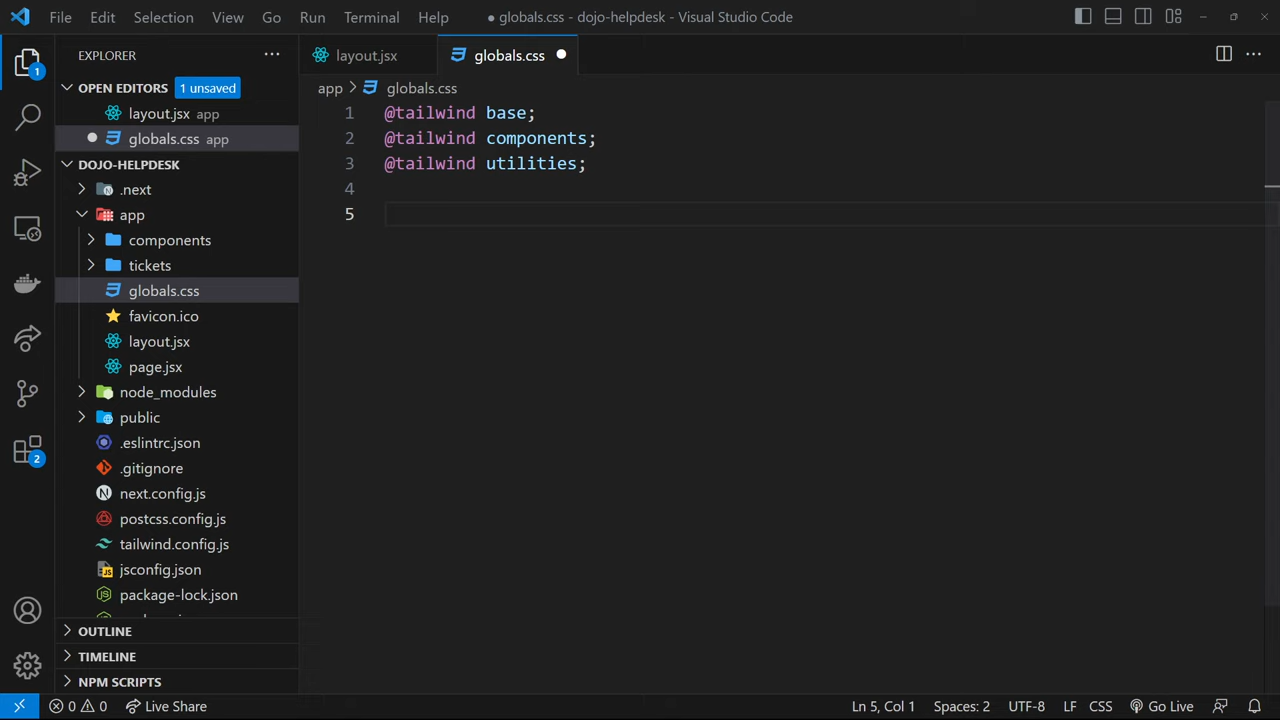 File Edit Selection View Go Run Terminal Help
● globals.css - dojo-helpdesk - Visual Studio Code
EXPLORER
OPEN EDITORS 1 unsaved
layout.jsx app
globals.css app
DOJO-HELPDESK
.next
app
components
tickets
globals.css
favicon.ico
layout.jsx
page.jsx
node_modules
public
.eslintrc.json
.gitignore
next.config.js
postcss.config.js
tailwind.config.js
jsconfig.json
package-lock.json
OUTLINE
TIMELINE
NPM SCRIPTS
1
2
layout.jsx
globals.css
app > globals.css
1 @tailwind base;
2 @tailwind components;
3 @tailwind utilities;
4
5
0 0 Live Share
Ln 5, Col 1 Spaces: 2 UTF-8 LF CSS Go Live